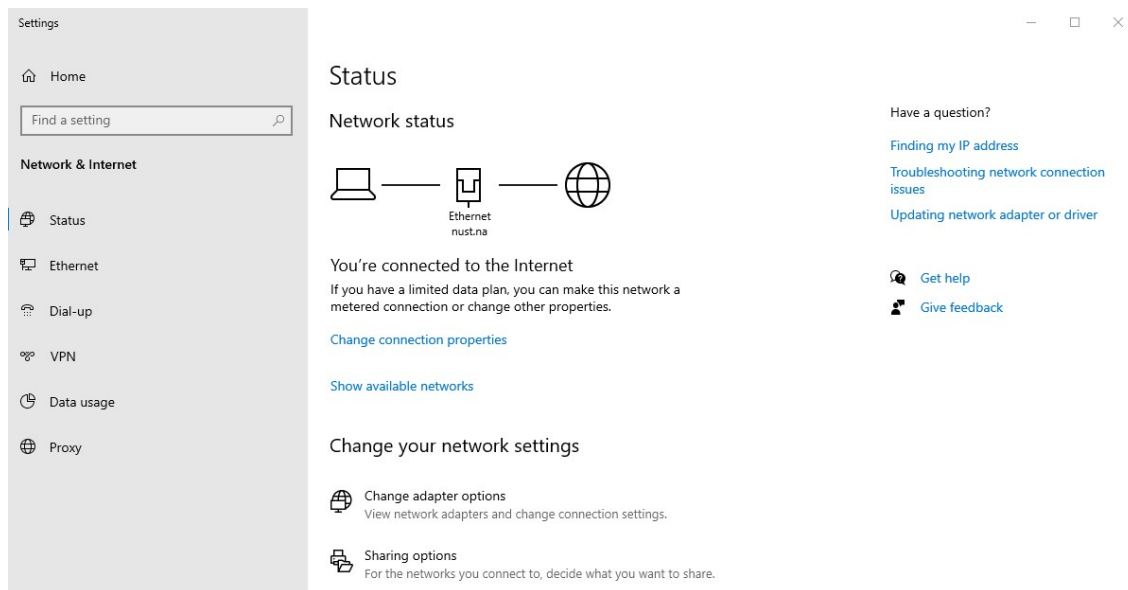 Settings
Home
Find a setting
Network & Internet
Status
Ethernet
Dial-up
VPN
Data usage
Proxy
Status
Network status
Ethernet
nust.na
You're connected to the Internet
If you have a limited data plan, you can make this network a
metered connection or change other properties.
Change connection properties
Show available networks
Change your network settings
Change adapter options
View network adapters and change connection settings.
Sharing options
For the networks you connect to, decide what you want to share.
Have a question?
Finding my IP address
Troubleshooting network connection
issues
Updating network adapter or driver
Get help
Give feedback